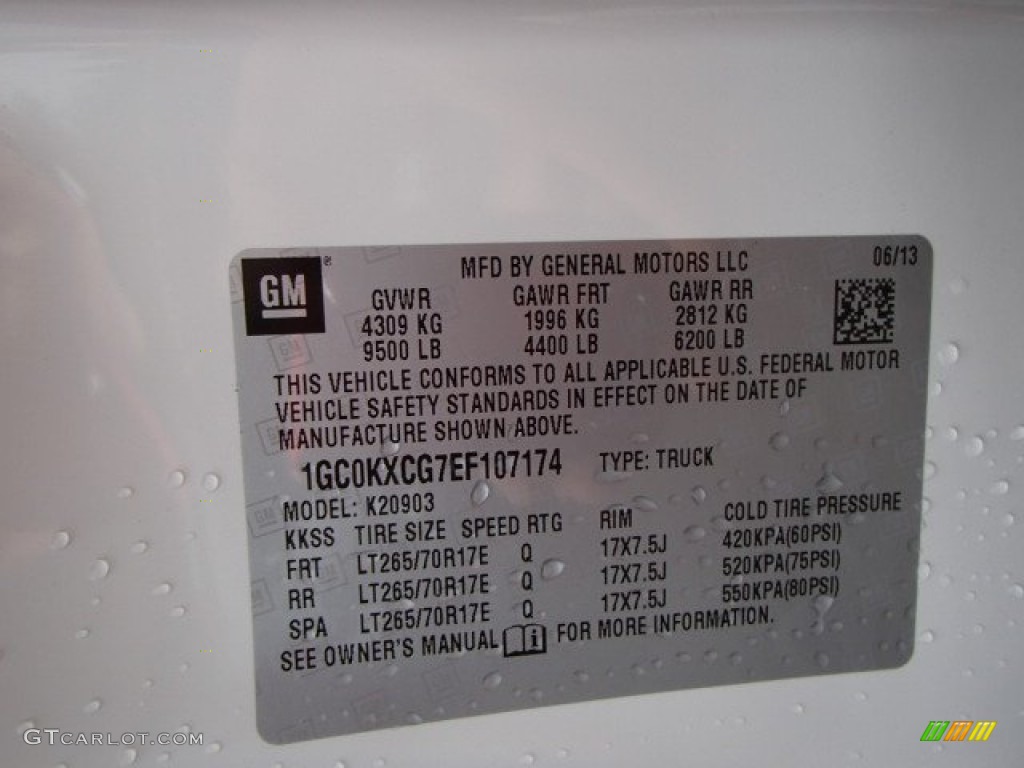 GM ®
MFD BY GENERAL MOTORS LLC 06/13
GVWR GAWR FRT GAWR RR
4309 KG 1996 KG 2812 KG
9500 LB 4400 LB 6200 LB
THIS VEHICLE CONFORMS TO ALL APPLICABLE U.S. FEDERAL MOTOR
VEHICLE SAFETY STANDARDS IN EFFECT ON THE DATE OF
MANUFACTURE SHOWN ABOVE.
1GC0KXCG7EF107174 TYPE: TRUCK
MODEL: K20903
KKSS TIRE SIZE SPEED RTG RIM COLD TIRE PRESSURE
FRT LT265/70R17E Q 17X7.5J 420KPA(60PSI)
RR LT265/70R17E Q 17X7.5J 520KPA(75PSI)
SPA LT265/70R17E Q 17X7.5J 550KPA(80PSI)
SEE OWNER'S MANUAL i FOR MORE INFORMATION.
GTCARLOT.COM